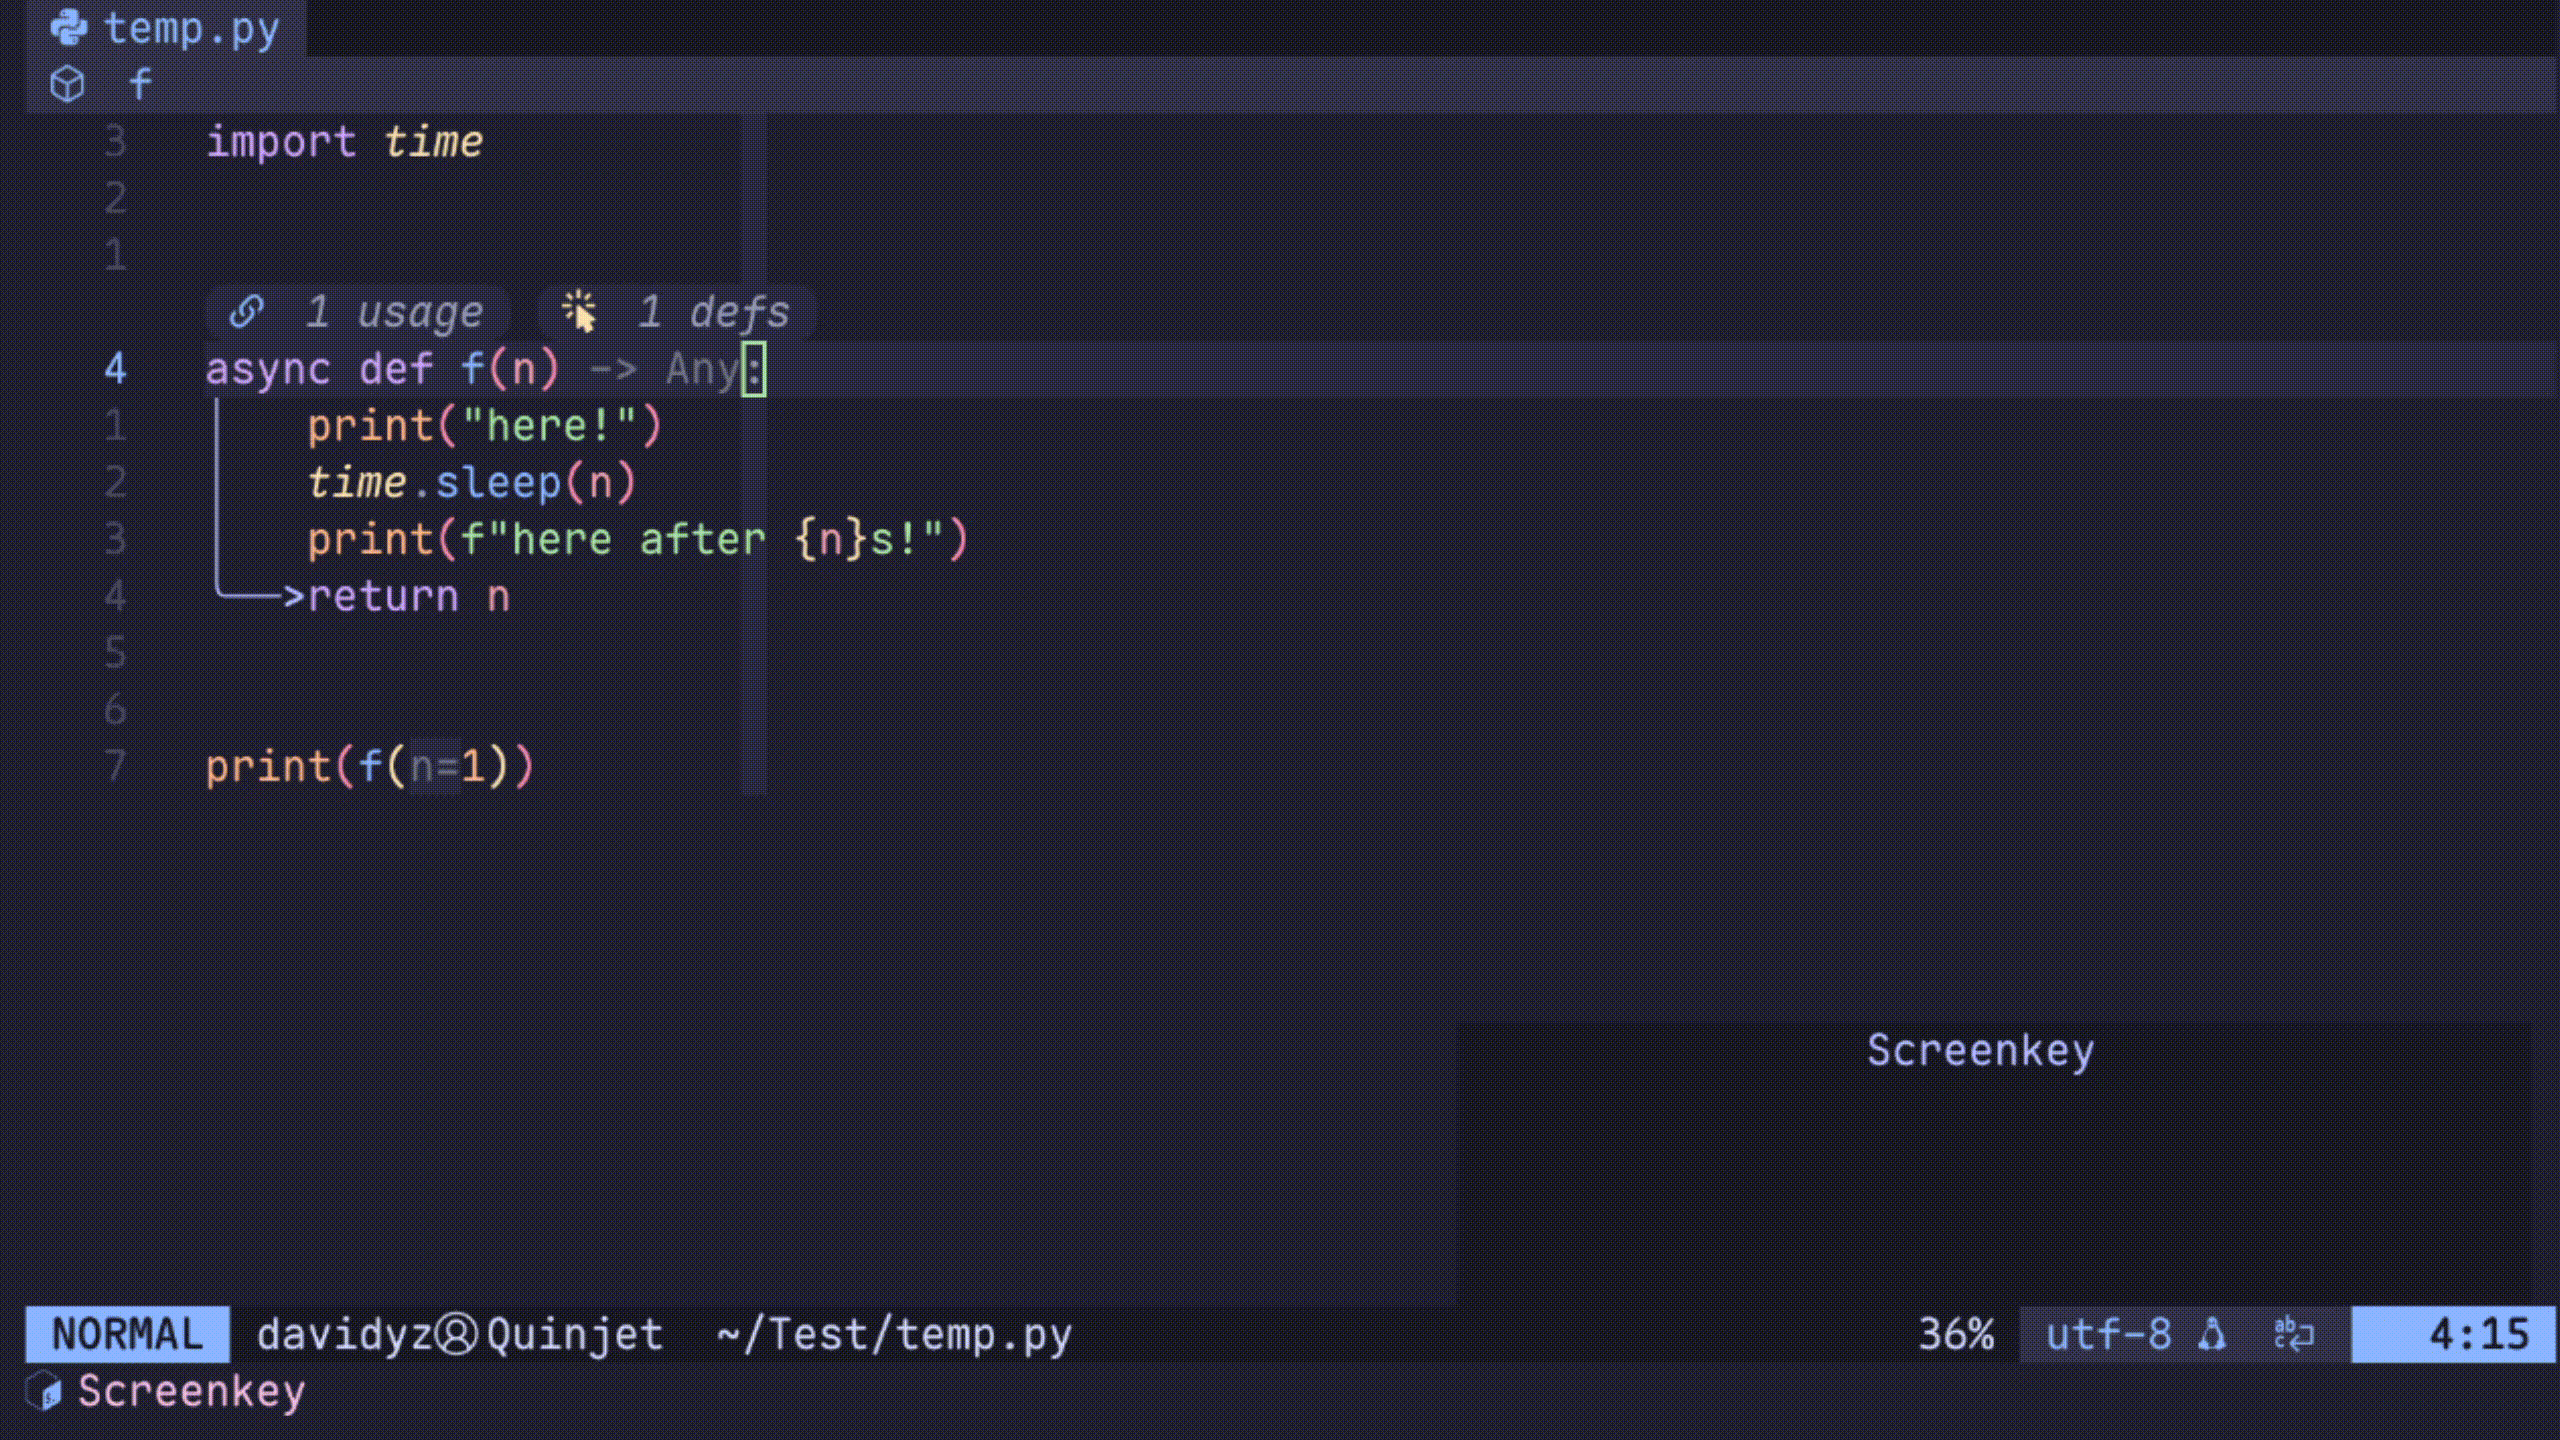 temp.py
f
3 import time
2
1
1 usage 1 defs
4 async def f(n) -> Any:
1 print("here!")
2 time.sleep(n)
3 print(f"here after {n}s!")
4 >return n
5
6
7 print(f(n=1))
Screenkey
NORMAL davidyz Quinjet ~/Test/temp.py 36% utf-8 4:15
Screenkey